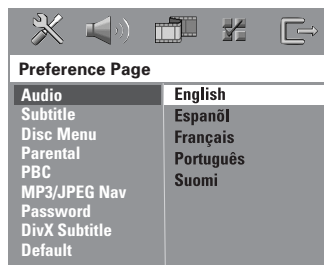 Preference Page
Audio
Subtitle
Disc Menu
Parental
PBC
MP3/JPEG Nav
Password
DivX Subtitle
Default
English
Espanõl
Français
Português
Suomi